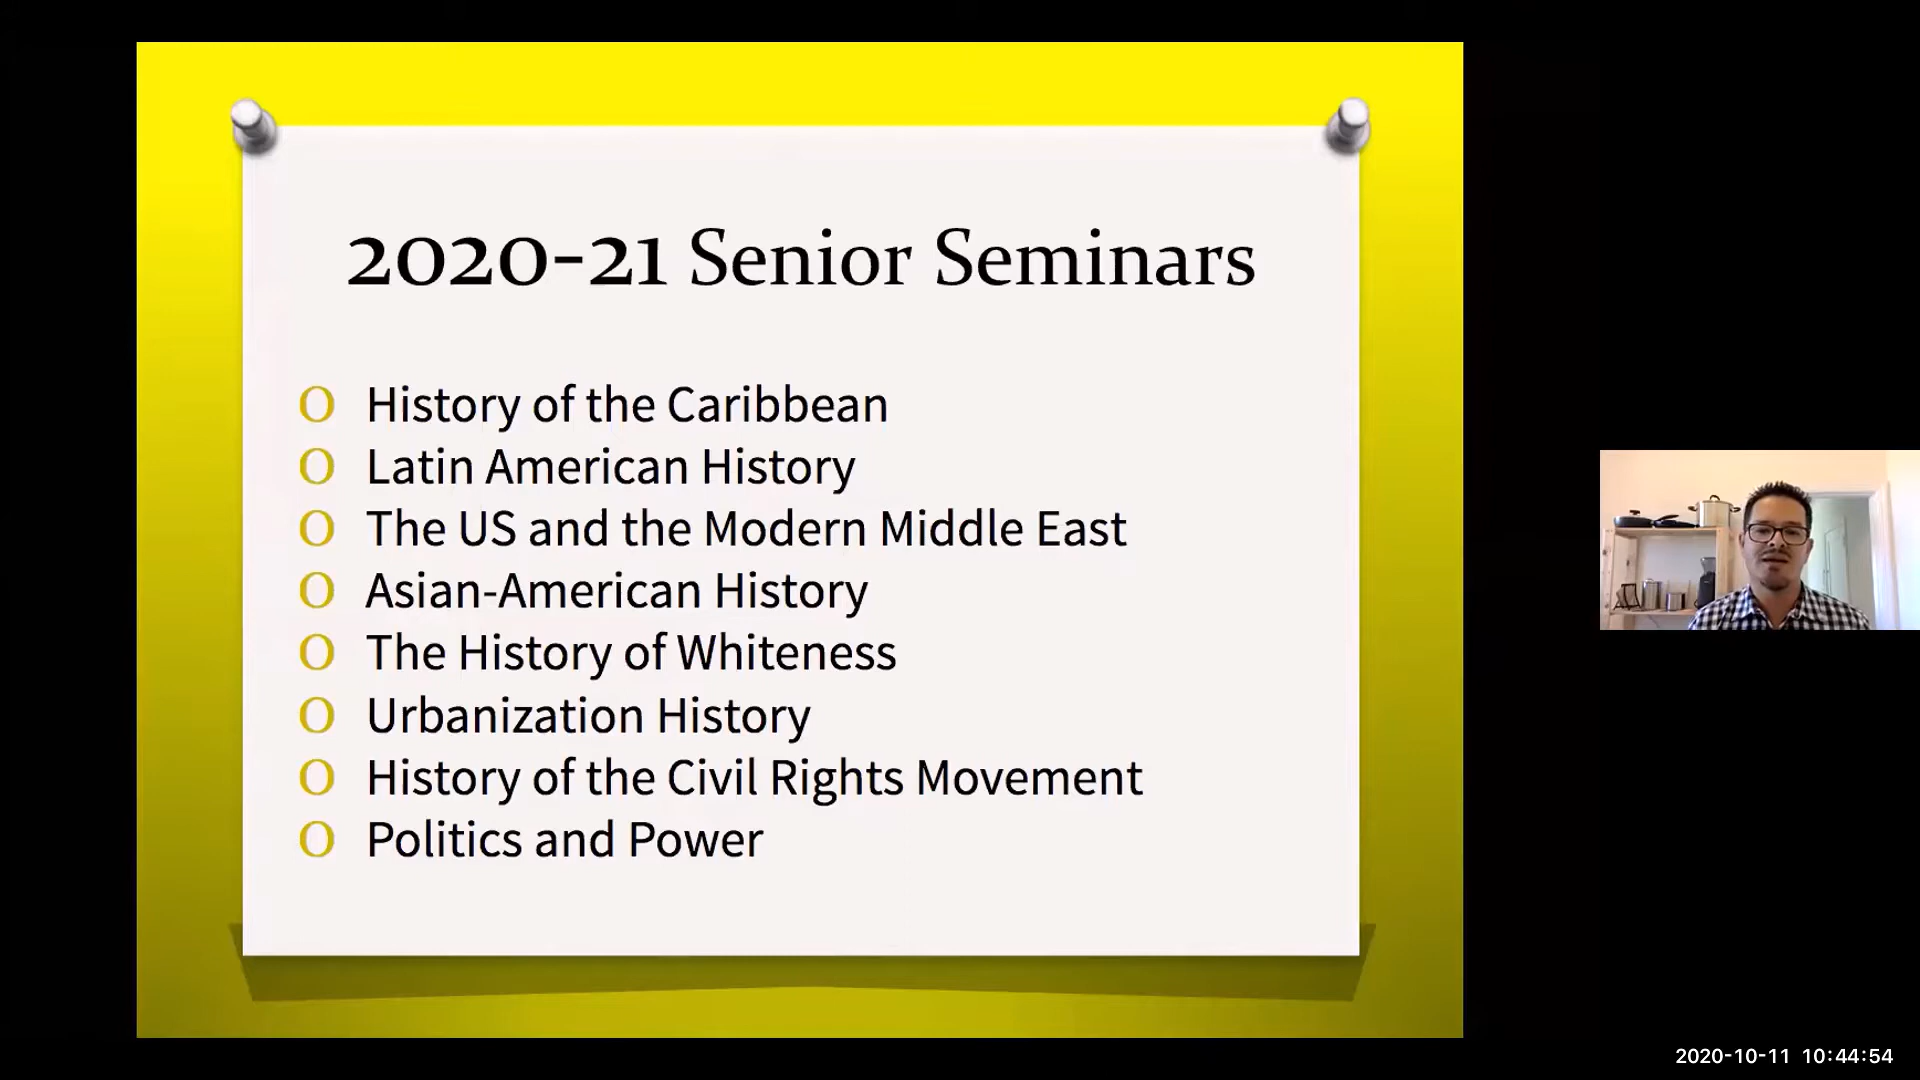 2020-21 Senior Seminars
O History of the Caribbean
O Latin American History
O The US and the Modern Middle East
O Asian-American History
O The History of Whiteness
O Urbanization History
O History of the Civil Rights Movement
O Politics and Power
2020-10-11 10:44:54